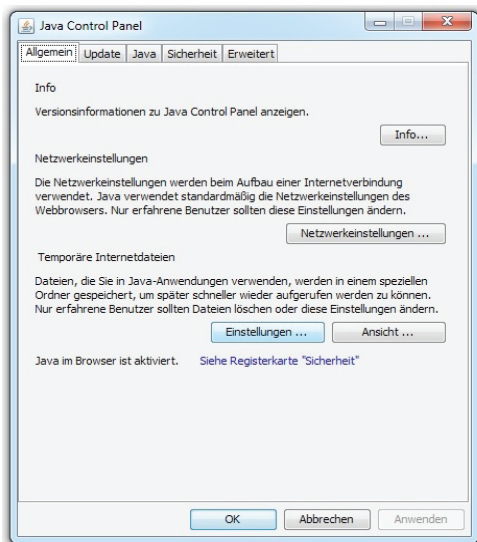 Java Control Panel
Allgemein Update Java Sicherheit Erweitert
Info
Versionsinformationen zu Java Control Panel anzeigen.
Info...
Netzwerkeinstellungen
Die Netzwerkeinstellungen werden beim Aufbau einer Internetverbindung
verwendet. Java verwendet standardmäßig die Netzwerkeinstellungen des
Webbrowsers. Nur erfahrene Benutzer sollten diese Einstellungen ändern.
Netzwerkeinstellungen ...
Temporäre Internetdateien
Dateien, die Sie in Java-Anwendungen verwenden, werden in einem speziellen
Ordner gespeichert, um später schneller wieder aufgerufen werden zu können.
Nur erfahrene Benutzer sollten Dateien löschen oder diese Einstellungen ändern.
Einstellungen ... Ansicht ...
Java im Browser ist aktiviert. Siehe Registerkarte "Sicherheit"
OK Abbrechen Anwenden